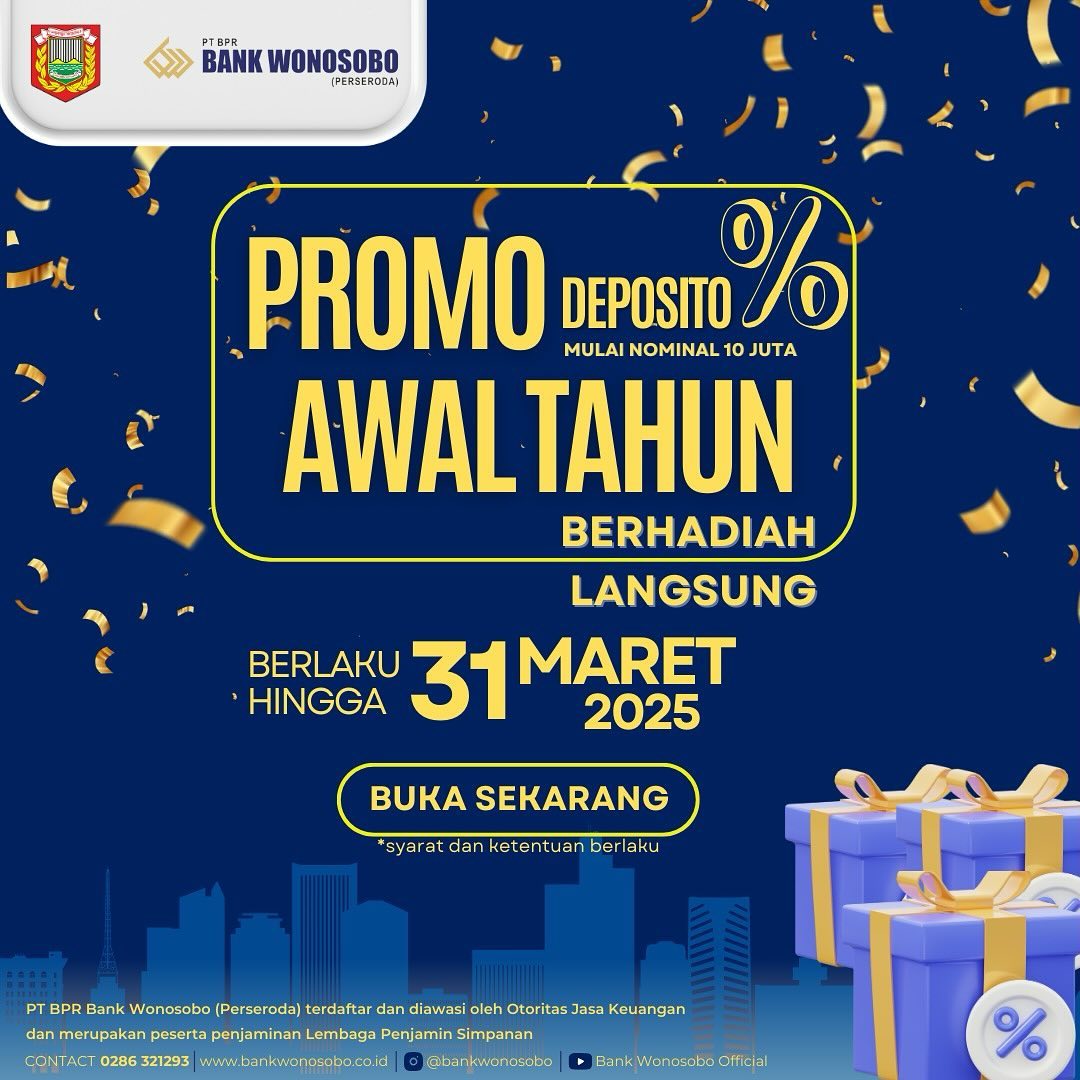 PT BPR
BANK WONOSOBO
(PERSERODA)
PROMO DEPOSITO %
MULAI NOMINAL 10 JUTA
AWAL TAHUN
BERHADIAH
LANGSUNG
BERLAKU
HINGGA
31 MARET
2025
BUKA SEKARANG
*syarat dan ketentuan berlaku
PT BPR Bank Wonosobo (Perseroda) terdaftar dan diawasi oleh Otoritas Jasa Keuangan
dan merupakan peserta penjaminan Lembaga Penjamin Simpanan
CONTACT 0286 321293 | www.bankwonosobo.co.id | @bankwonosobo | Bank Wonosobo Official
%
%